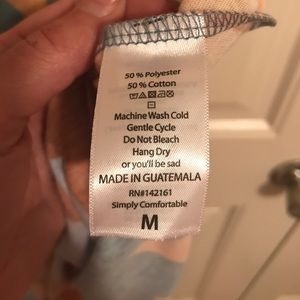 50% Polyester
50% Cotton
Machine Wash Cold
Gentle Cycle
Do Not Bleach
Hang Dry
or you'll be sad
MADE IN GUATEMALA
RN#142161
Simply Comfortable
M